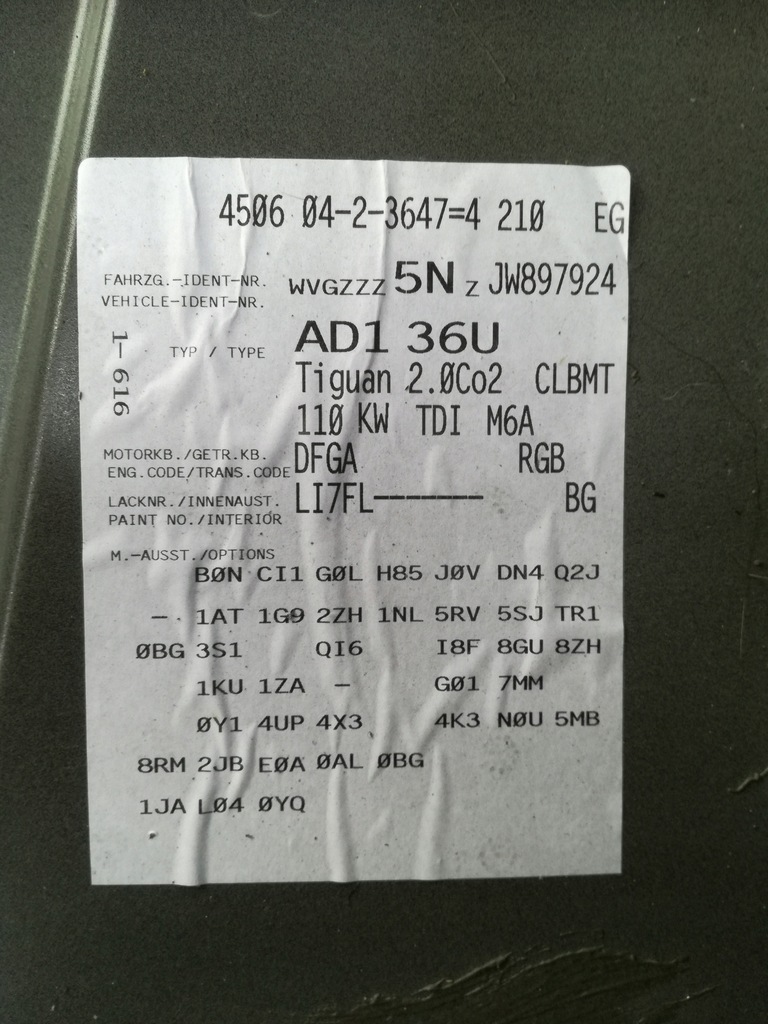 4506 04-2-3647=4 210 EG
FAHRZG.-IDENT-NR. WVGZZZ 5N Z JW897924
VEHICLE-IDENT-NR.
1- 616
TYP / TYPE AD1 36U
Tiguan 2.0Co2 CLBMT
110 KW TDI M6A
MOTORKB./GETR.KB. DFGA RGB
ENG.CODE/TRANS.CODE
LACKNR./INNENAUST. LI7FL------- BG
PAINT NO./INTERIOR
M.-AUSST./OPTIONS
B0N CI1 G0L H85 J0V DN4 Q2J
- 1AT 1G9 2ZH 1NL 5RV 5SJ TR1
0BG 3S1 QI6 I8F 8GU 8ZH
1KU 1ZA - G01 7MM
0Y1 4UP 4X3 4K3 N0U 5MB
8RM 2JB E0A 0AL 0BG
1JA L04 0YQ